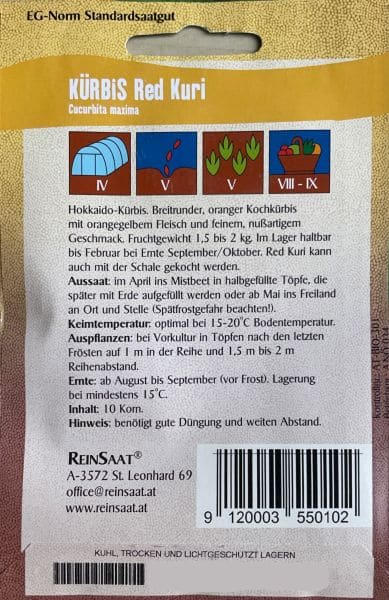 EG-Norm Standardsaatgut
KÜRBiS Red Kuri
Cucurbita maxima
IV V V VIII - IX
Hokkaido-Kürbis. Breitrunder, oranger Kochkürbis
mit orangegelbem Fleisch und feinem, nußartigem
Geschmack. Fruchtgewicht 1,5 bis 2 kg. Im Lager haltbar
bis Februar bei Ernte September/Oktober. Red Kuri kann
auch mit der Schale gekocht werden.
Aussaat: im April ins Mistbeet in halbgefüllte Töpfe, die
später mit Erde aufgefüllt werden oder ab Mai ins Freiland
an Ort und Stelle (Spätfrostgefahr beachten!).
Keimtemperatur: optimal bei 15-20°C Bodentemperatur.
Auspflanzen: bei Vorkultur in Töpfen nach den letzten
Frösten auf 1 m in der Reihe und 1,5 m bis 2 m
Reihenabstand.
Ernte: ab August bis September (vor Frost). Lagerung
bei mindestens 15°C.
Inhalt: 10 Korn.
Hinweis: benötigt gute Düngung und weiten Abstand.
REINSAAT®
A-3572 St. Leonhard 69
office@reinsaat.at
www.reinsaat.at
9 120003 550102
KÜHL, TROCKEN UND LICHTGESCHÜTZT LAGERN